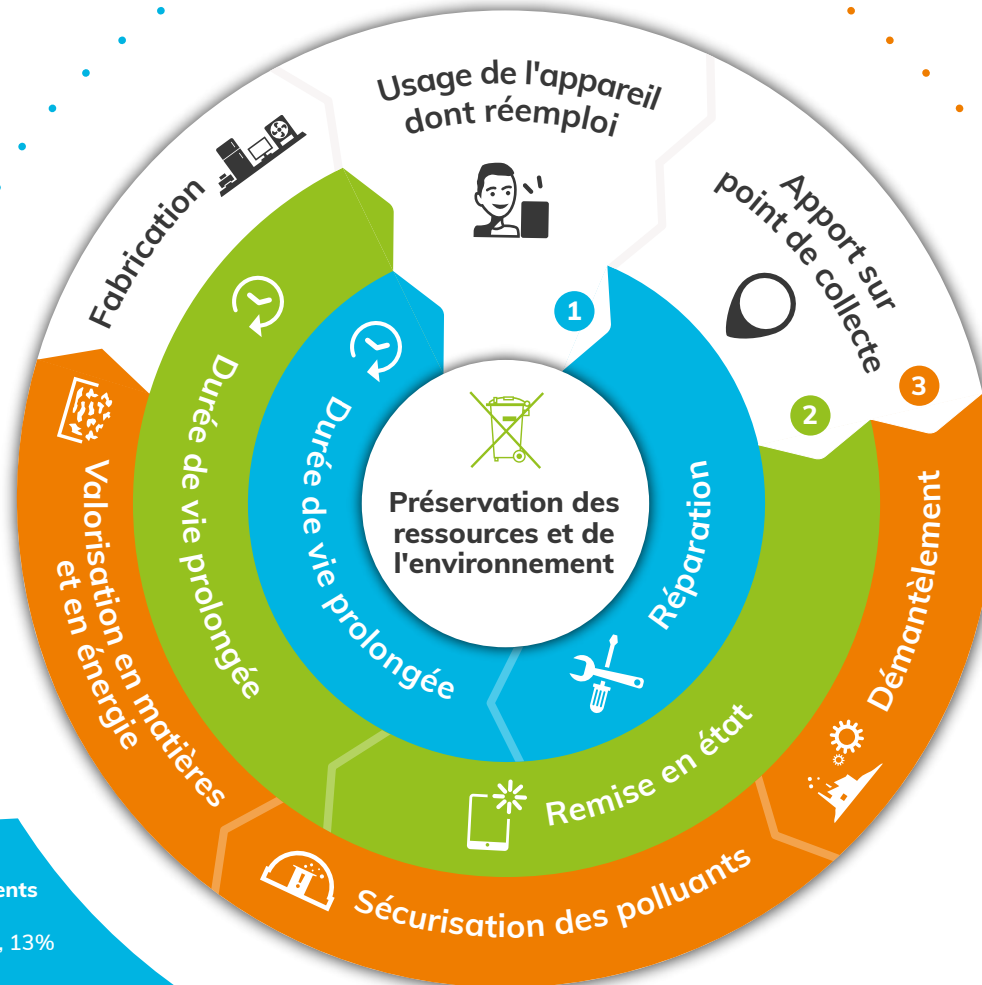 Usage de l'appareil
dont réemploi
Fabrication
Apport sur
point de collecte
1
2
3
Durée de vie prolongée
Durée de vie prolongée
Préservation des
ressources et de
l'environnement
Réparation
Remise en état
Démantèlement
Sécurisation des polluants
Valorisation en matières
et en énergie
, 13%